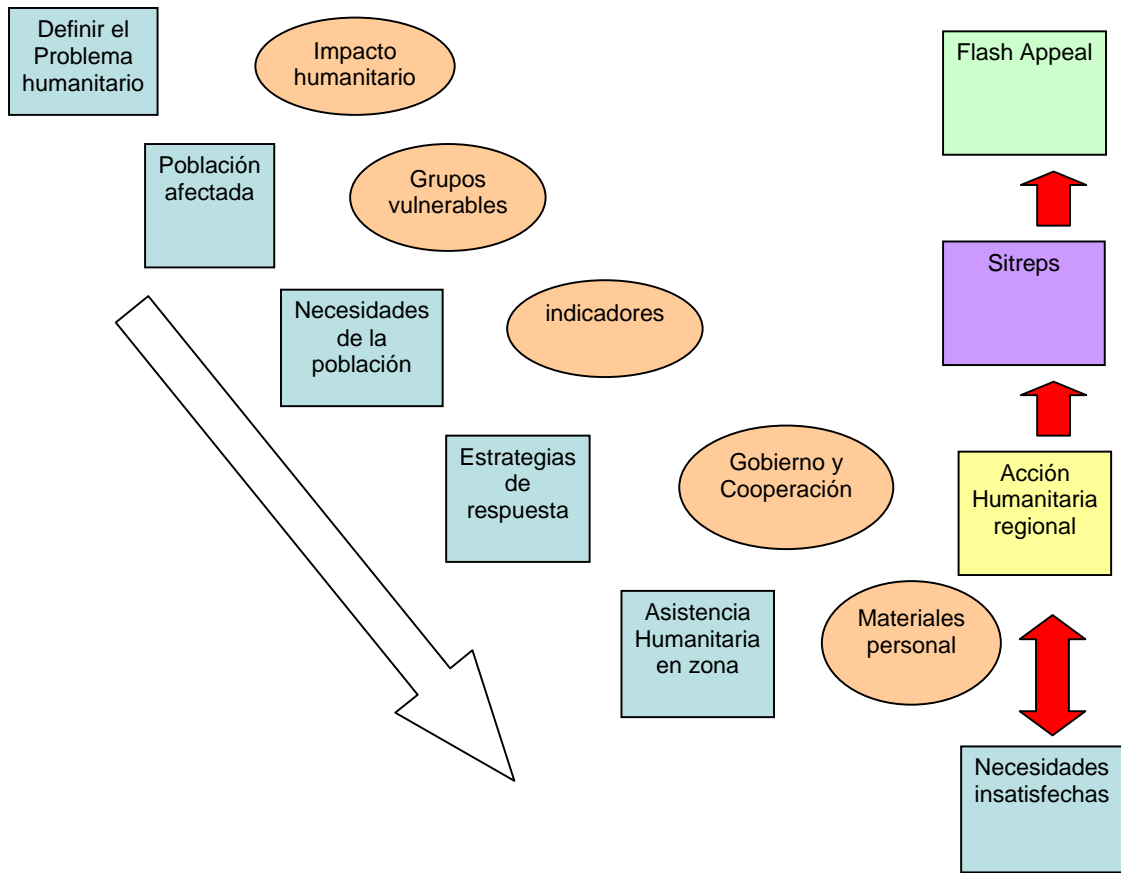 Definir el
Problema
humanitario
Impacto
humanitario
Flash Appeal
Población
afectada
Grupos
vulnerables
Sitreps
Necesidades
de la
población
indicadores
Estrategias
de
respuesta
Gobierno y
Cooperación
Acción
Humanitaria
regional
Asistencia
Humanitaria
en zona
Materiales
personal
Necesidades
insatisfechas